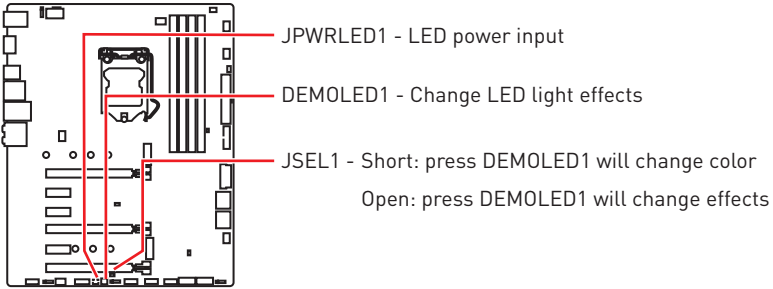 JPWRLED1 - LED power input
DEMOLED1 - Change LED light effects
JSEL1 - Short: press DEMOLED1 will change color
Open: press DEMOLED1 will change effects